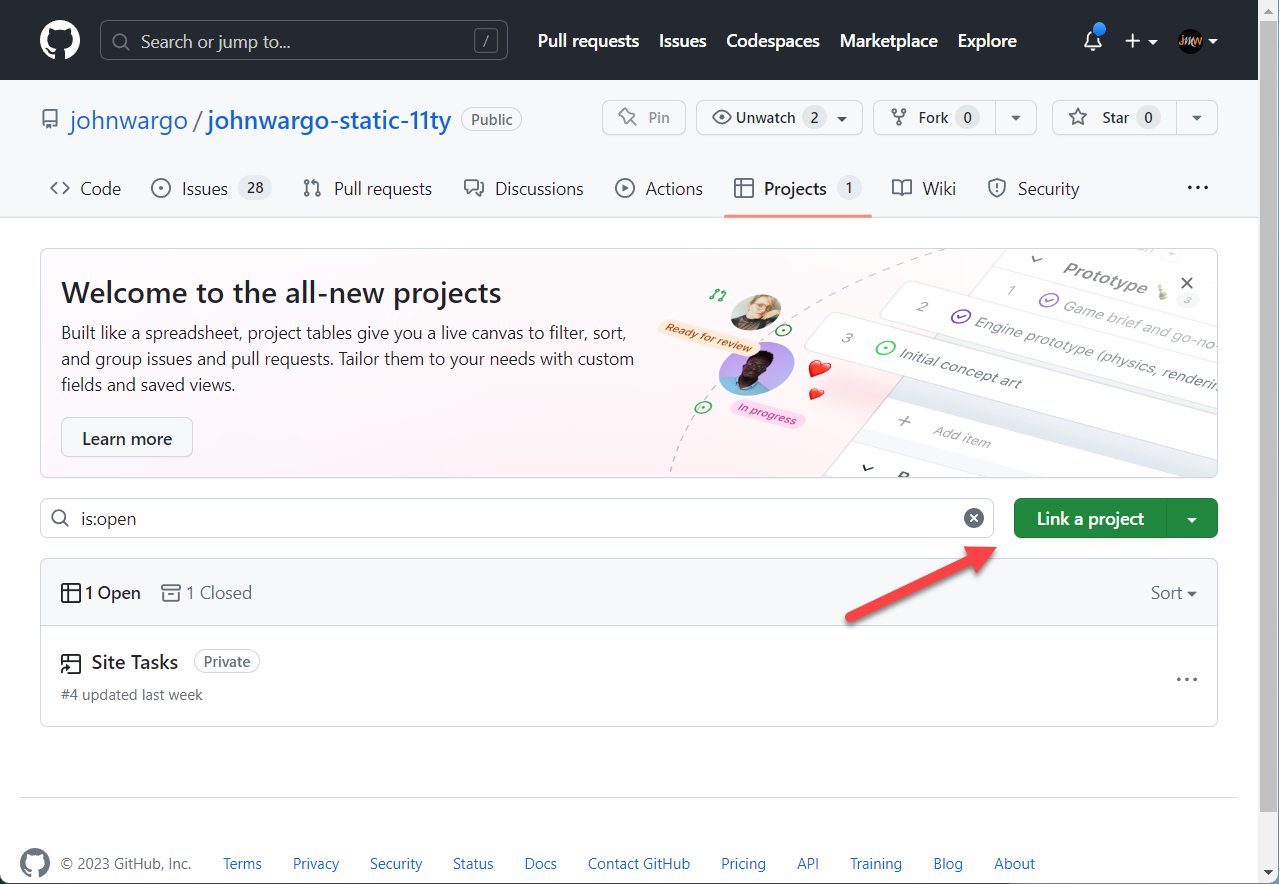 Search or jump to... /
Pull requests Issues Codespaces Marketplace Explore
johnwargo / johnwargo-static-11ty Public
Pin Unwatch 2 Fork 0 Star 0
Code Issues 28 Pull requests Discussions Actions Projects 1 Wiki Security ...
Welcome to the all-new projects
Built like a spreadsheet, project tables give you a live canvas to filter, sort,
and group issues and pull requests. Tailor them to your needs with custom
fields and saved views.
Learn more
Ready for review
In progress
Prototype 3
1 Game brief and go-no-
2 Engine prototype (physics, renderin
3 Initial concept art
+ Add item
is:open
Link a project
1 Open 1 Closed
Sort
Site Tasks Private
#4 updated last week
...
© 2023 GitHub, Inc. Terms Privacy Security Status Docs Contact GitHub Pricing API Training Blog About